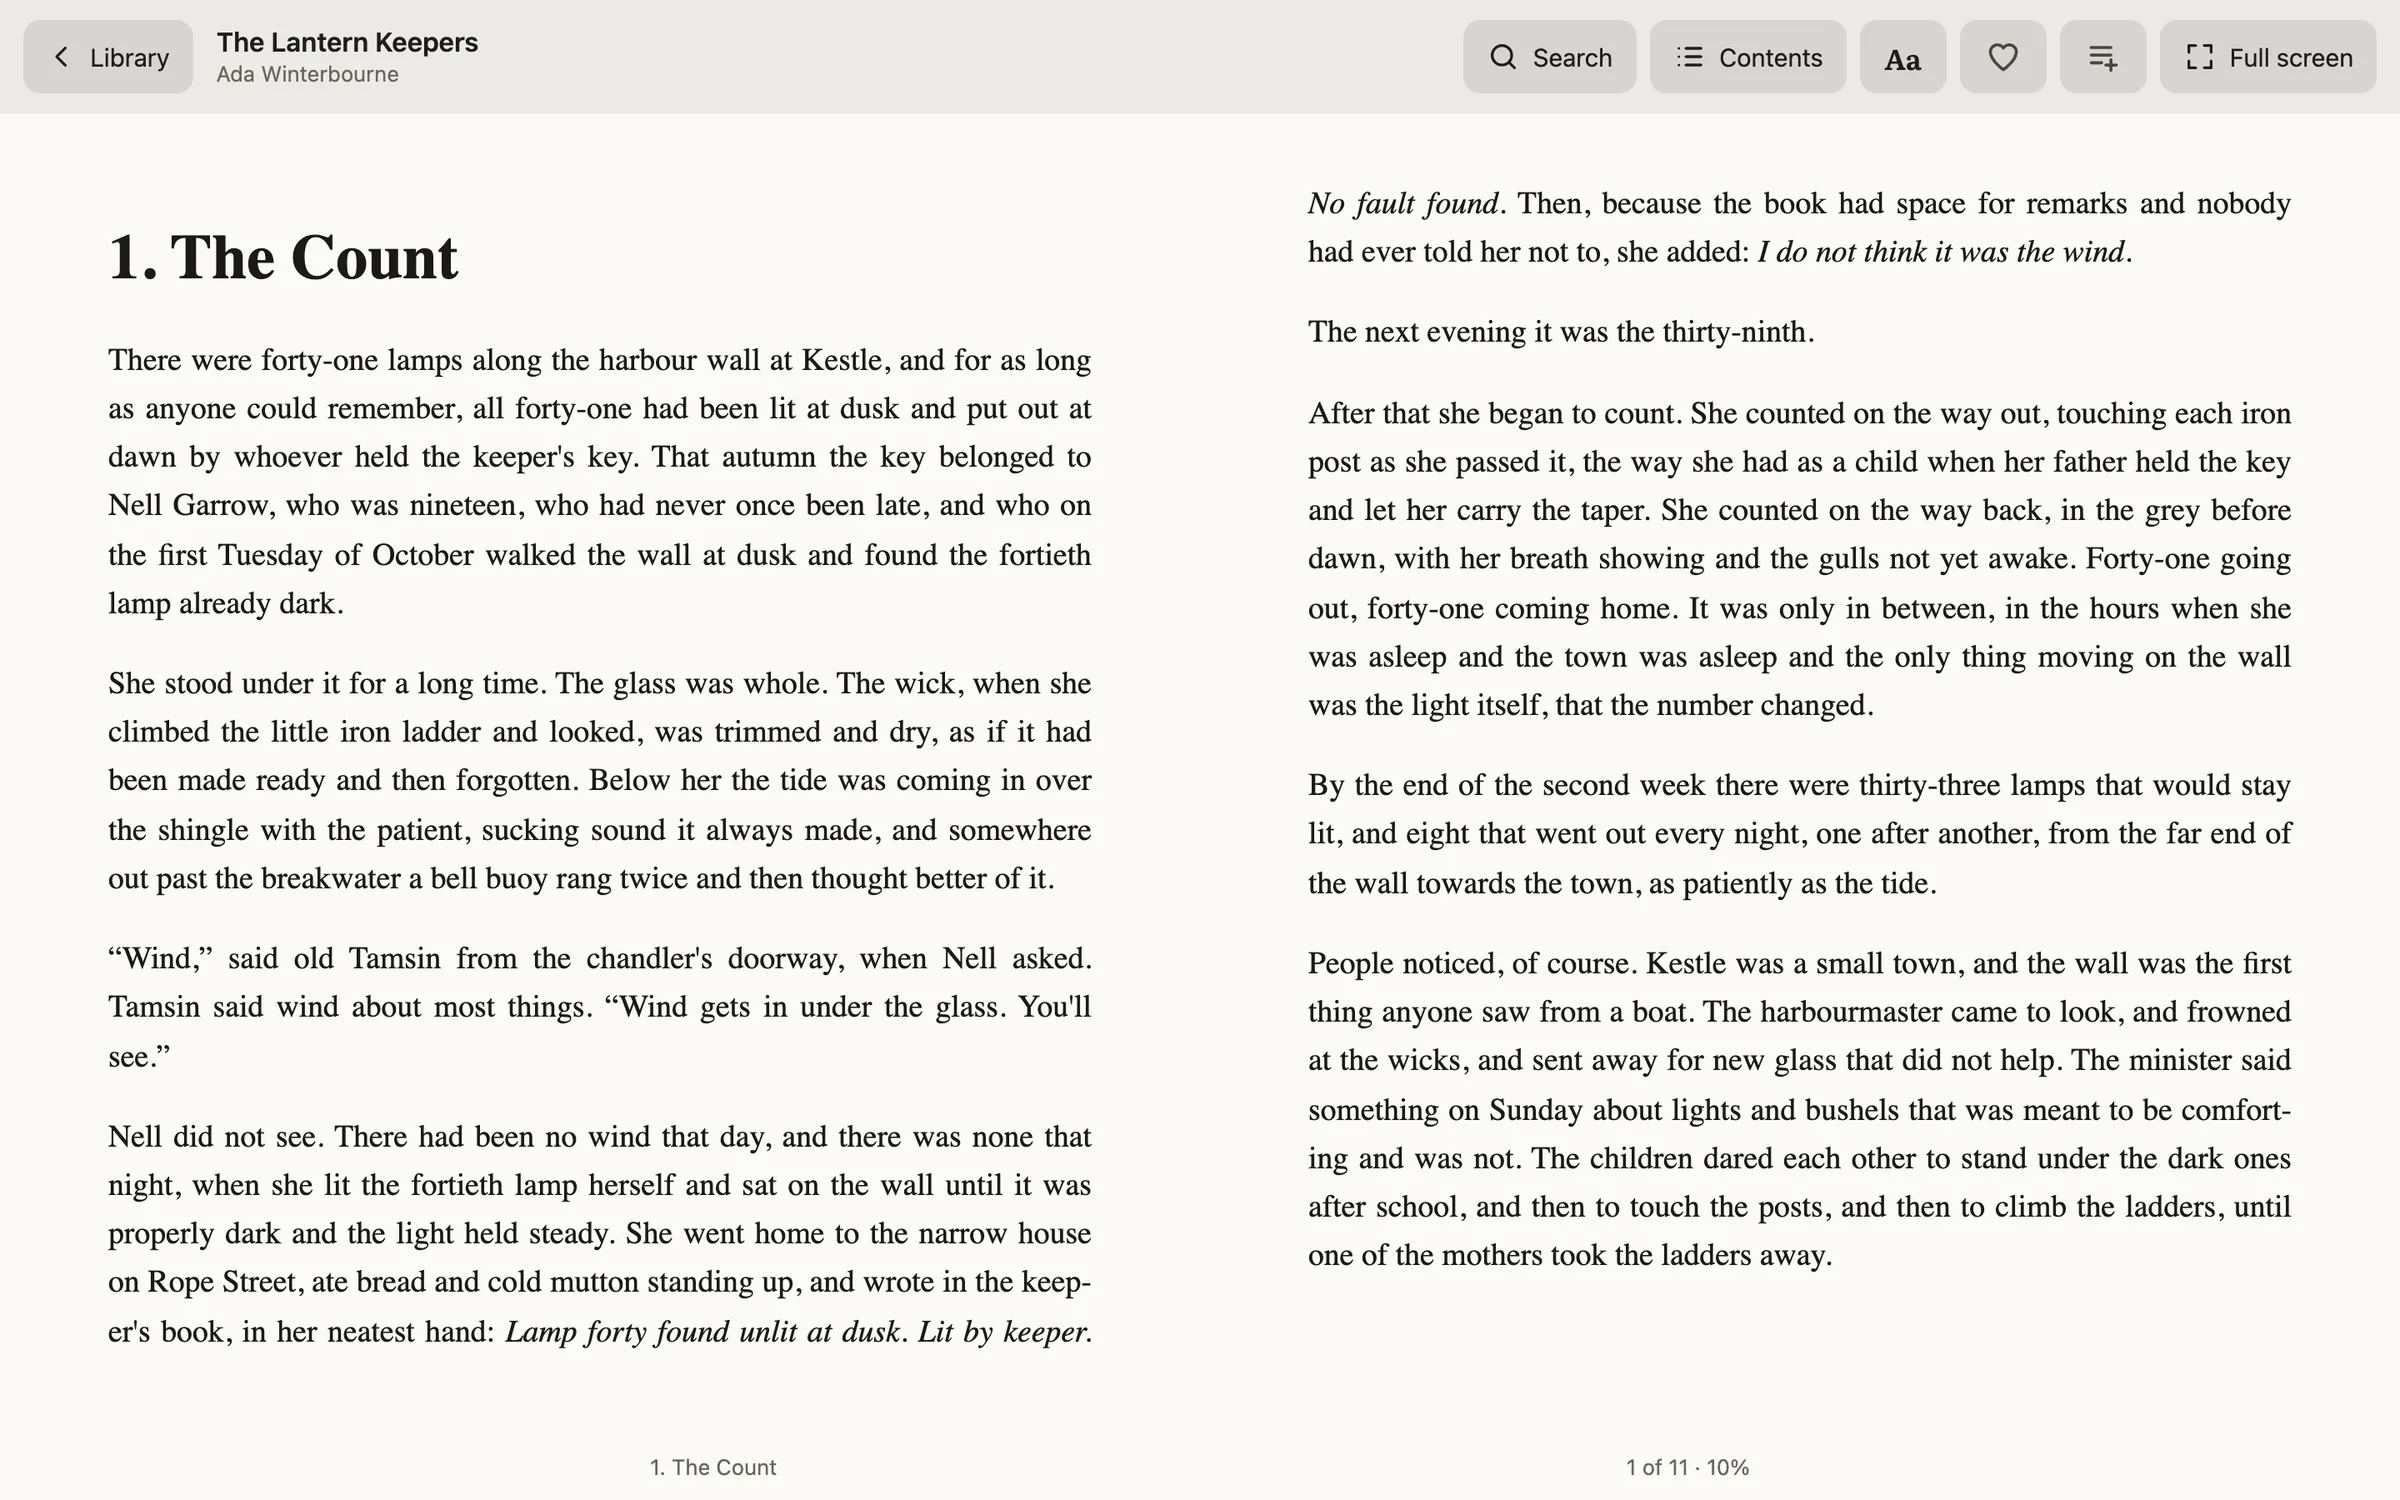 Library
The Lantern Keepers
Ada Winterbourne
Search
Contents
Aa
Full screen
1. The Count
There were forty-one lamps along the harbour wall at Kestle, and for as long
as anyone could remember, all forty-one had been lit at dusk and put out at
dawn by whoever held the keeper's key. That autumn the key belonged to
Nell Garrow, who was nineteen, who had never once been late, and who on
the first Tuesday of October walked the wall at dusk and found the fortieth
lamp already dark.
She stood under it for a long time. The glass was whole. The wick, when she
climbed the little iron ladder and looked, was trimmed and dry, as if it had
been made ready and then forgotten. Below her the tide was coming in over
the shingle with the patient, sucking sound it always made, and somewhere
out past the breakwater a bell buoy rang twice and then thought better of it.
“Wind,” said old Tamsin from the chandler's doorway, when Nell asked.
Tamsin said wind about most things. “Wind gets in under the glass. You'll
see.”
Nell did not see. There had been no wind that day, and there was none that
night, when she lit the fortieth lamp herself and sat on the wall until it was
properly dark and the light held steady. She went home to the narrow house
on Rope Street, ate bread and cold mutton standing up, and wrote in the keep-
er's book, in her neatest hand: Lamp forty found unlit at dusk. Lit by keeper.
No fault found. Then, because the book had space for remarks and nobody
had ever told her not to, she added: I do not think it was the wind.
The next evening it was the thirty-ninth.
After that she began to count. She counted on the way out, touching each iron
post as she passed it, the way she had as a child when her father held the key
and let her carry the taper. She counted on the way back, in the grey before
dawn, with her breath showing and the gulls not yet awake. Forty-one going
out, forty-one coming home. It was only in between, in the hours when she
was asleep and the town was asleep and the only thing moving on the wall
was the light itself, that the number changed.
By the end of the second week there were thirty-three lamps that would stay
lit, and eight that went out every night, one after another, from the far end of
the wall towards the town, as patiently as the tide.
People noticed, of course. Kestle was a small town, and the wall was the first
thing anyone saw from a boat. The harbourmaster came to look, and frowned
at the wicks, and sent away for new glass that did not help. The minister said
something on Sunday about lights and bushels that was meant to be comfort-
ing and was not. The children dared each other to stand under the dark ones
after school, and then to touch the posts, and then to climb the ladders, until
one of the mothers took the ladders away.
1. The Count
1 of 11 · 10%